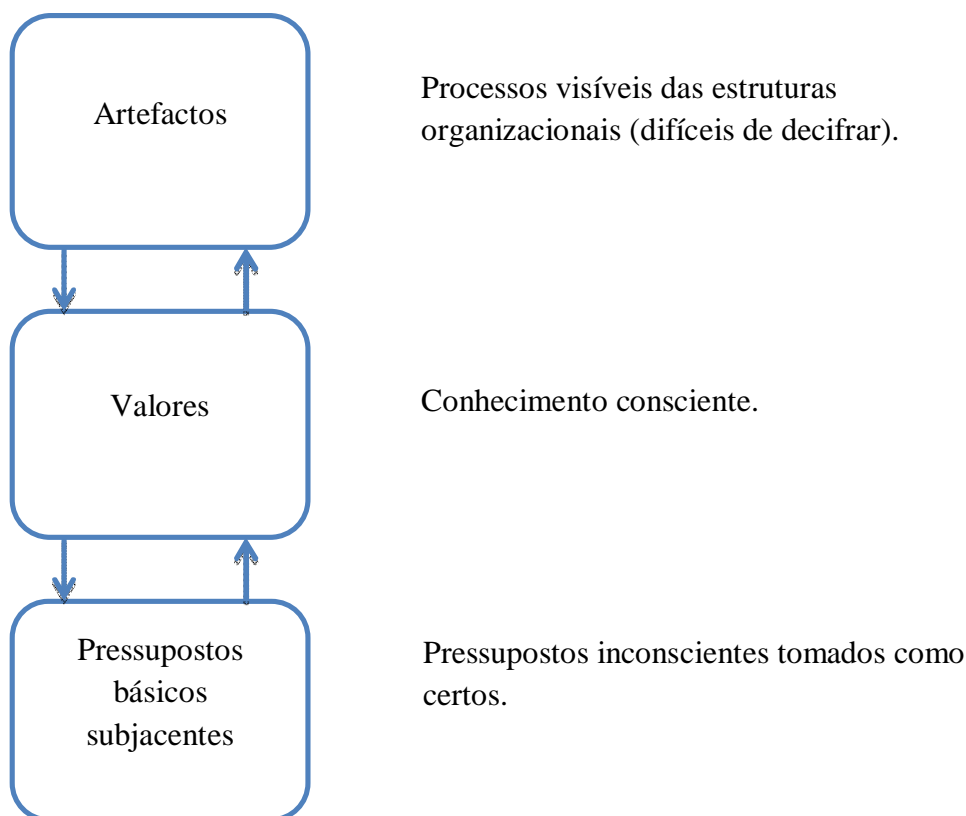 Artefactos
Processos visíveis das estruturas
organizacionais (difíceis de decifrar).
Valores
Conhecimento consciente.
Pressupostos
básicos
subjacentes
Pressupostos inconscientes tomados como
certos.